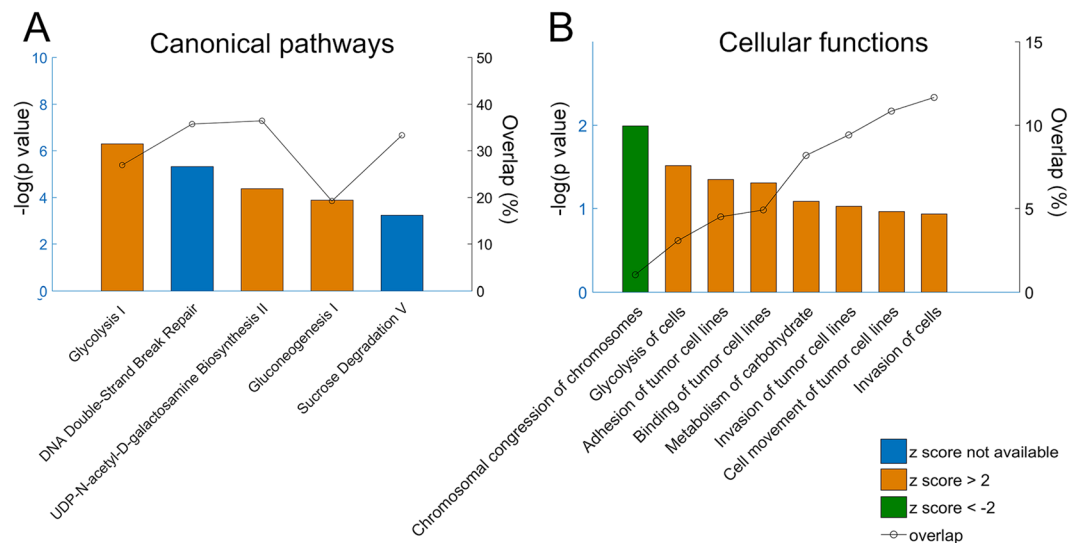 A
Canonical pathways
10
8
6
4
2
-log(p value)
50
40
30
20
10
0
Overlap (%)
Glycolysis I
DNA Double-Strand Break Repair
UDP-N-acetyl-D-galactosamine Biosynthesis II
Gluconeogenesis I
Sucrose Degradation V
B
Cellular functions
2
1
0
-log(p value)
15
10
5
0
Overlap (%)
Chromosomal congression of chromosomes
Glycolysis of cells
Adhesion of tumor cell lines
Binding of tumor cell lines
Metabolism of carbohydrate
Invasion of tumor cell lines
Cell movement of tumor cell lines
Invasion of cells
z score not available
z score > 2
z score < -2
overlap